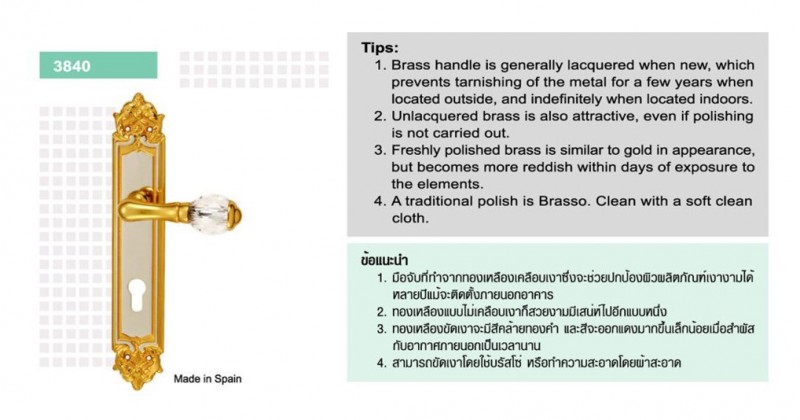 3840
Made in Spain
Tips:
1. Brass handle is generally lacquered when new, which
prevents tarnishing of the metal for a few years when
located outside, and indefinitely when located indoors.
2. Unlacquered brass is also attractive, even if polishing
is not carried out.
3. Freshly polished brass is similar to gold in appearance,
but becomes more reddish within days of exposure to
the elements.
4. A traditional polish is Brasso. Clean with a soft clean
cloth.
ข้อแนะนำ
1. มือจับที่ทำจากทองเหลืองเคลือบเงาซึ่งจะช่วยปกป้องผิวผลิตภัณฑ์เงางามได้
หลายปีแม้จะติดตั้งภายนอกอาคาร
2. ทองเหลืองแบบไม่เคลือบเงาก็สวยงามมีเสน่ห์ไปอีกแบบหนึ่ง
3. ทองเหลืองขัดเงาจะมีสีคล้ายทองคำ และสีจะออกแดงมากขึ้นเล็กน้อยเมื่อสัมผัส
กับอากาศภายนอกเป็นเวลานาน
4. สามารถขัดเงาโดยใช้บรัสโซ่ หรือทำความสะอาดโดยผ้าสะอาด